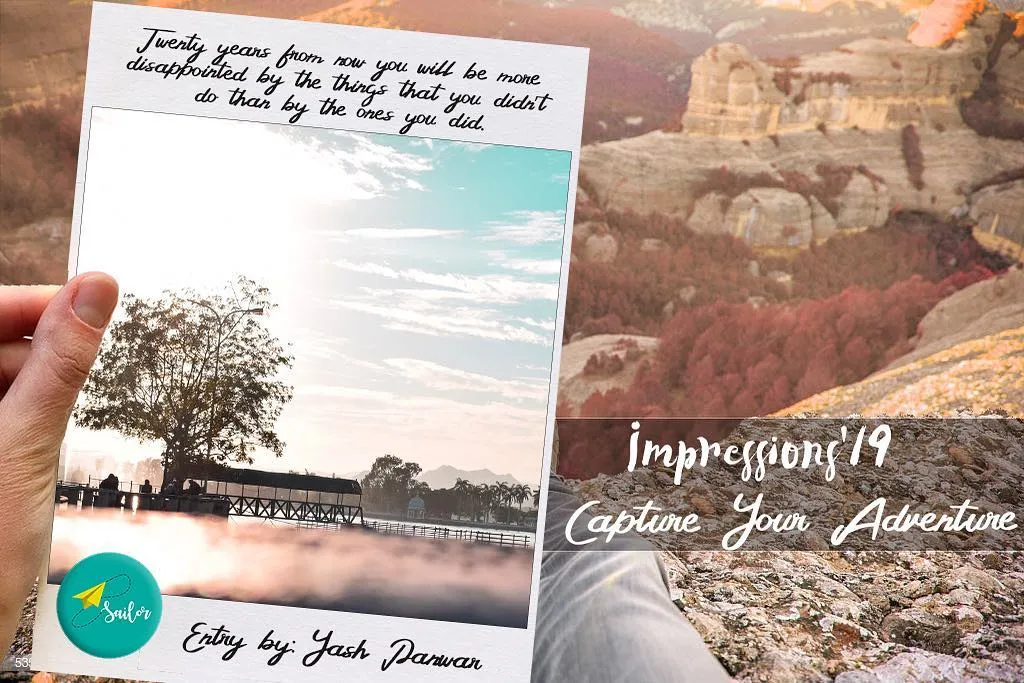 Twenty years from now you will be more
disappointed by the things that you didn't
do than by the ones you did.
Impressions'19
Capture Your Adventure
Sailor
Entry by: Yash Panwar